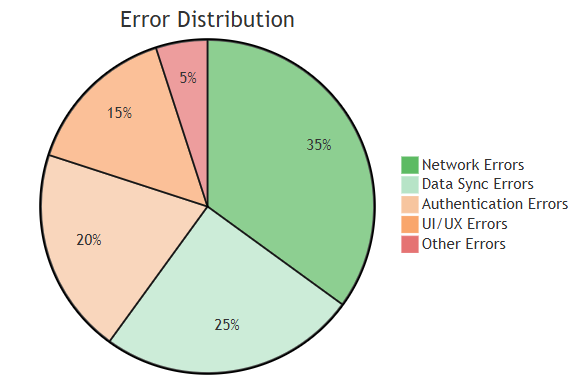 Error Distribution
5%
15%
35%
20%
25%
Network Errors
Data Sync Errors
Authentication Errors
UI/UX Errors
Other Errors